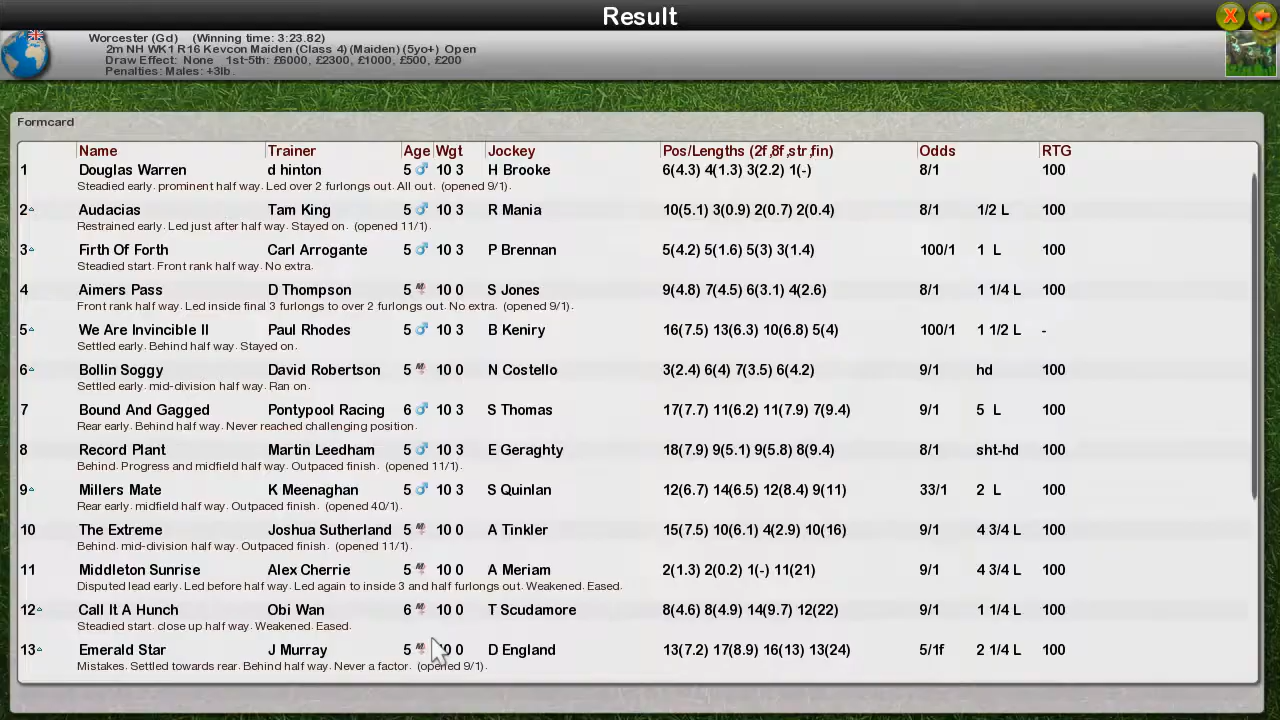 Result
Worcester (Gd) (Winning time: 3:23.82)
2m NH WK1 R16 Kevcon Maiden (Class 4) (Maiden) (5yo+) Open
Draw Effect: None 1st-5th: £6000, £2300, £1000, £500, £200
Penalties: Males: +3lb.
Formcard
Name Trainer Age Wgt Jockey Pos/Lengths (2f,8f,str,fin) Odds RTG
1 Douglas Warren d hinton 5 10 3 H Brooke 6(4.3) 4(1.3) 3(2.2) 1(-) 8/1 100
Steadied early. prominent half way. Led over 2 furlongs out. All out. (opened 9/1).
2 Audacias Tam King 5 10 3 R Mania 10(5.1) 3(0.9) 2(0.7) 2(0.4) 8/1 1/2 L 100
Restrained early. Led just after half way. Stayed on. (opened 11/1).
3 Firth Of Forth Carl Arrogante 5 10 3 P Brennan 5(4.2) 5(1.6) 5(3) 3(1.4) 100/1 1 L 100
Steadied start. Front rank half way. No extra.
4 Aimers Pass D Thompson 5 10 0 S Jones 9(4.8) 7(4.5) 6(3.1) 4(2.6) 8/1 1 1/4 L 100
Front rank half way. Led inside final 3 furlongs to over 2 furlongs out. No extra. (opened 9/1).
5 We Are Invincible II Paul Rhodes 5 10 3 B Keniry 16(7.5) 13(6.3) 10(6.8) 5(4) 100/1 1 1/2 L -
Settled early. Behind half way. Stayed on.
6 Bollin Soggy David Robertson 5 10 0 N Costello 3(2.4) 6(4) 7(3.5) 6(4.2) 9/1 hd 100
Settled early. mid-division half way. Ran on.
7 Bound And Gagged Pontypool Racing 6 10 3 S Thomas 17(7.7) 11(6.2) 11(7.9) 7(9.4) 9/1 5 L 100
Rear early. Behind half way. Never reached challenging position.
8 Record Plant Martin Leedham 5 10 3 E Geraghty 18(7.9) 9(5.1) 9(5.8) 8(9.4) 8/1 sht-hd 100
Behind. Progress and midfield half way. Outpaced finish. (opened 11/1).
9 Millers Mate K Meenaghan 5 10 3 S Quinlan 12(6.7) 14(6.5) 12(8.4) 9(11) 33/1 2 L 100
Rear early. midfield half way. Outpaced finish. (opened 40/1).
10 The Extreme Joshua Sutherland 5 10 0 A Tinkler 15(7.5) 10(6.1) 4(2.9) 10(16) 9/1 4 3/4 L 100
Behind. mid-division half way. Outpaced finish. (opened 11/1).
11 Middleton Sunrise Alex Cherrie 5 10 0 A Meriam 2(1.3) 2(0.2) 1(-) 11(21) 9/1 4 3/4 L 100
Disputed lead early. Led before half way. Led again to inside 3 and half furlongs out. Weakened. Eased.
12 Call It A Hunch Obi Wan 6 10 0 T Scudamore 8(4.6) 8(4.9) 14(9.7) 12(22) 9/1 1 1/4 L 100
Steadied start. close up half way. Weakened. Eased.
13 Emerald Star J Murray 5 0 D England 13(7.2) 17(8.9) 16(13) 13(24) 5/1f 2 1/4 L 100
Mistakes. Settled towards rear. Behind half way. Never a factor. (opened 9/1).